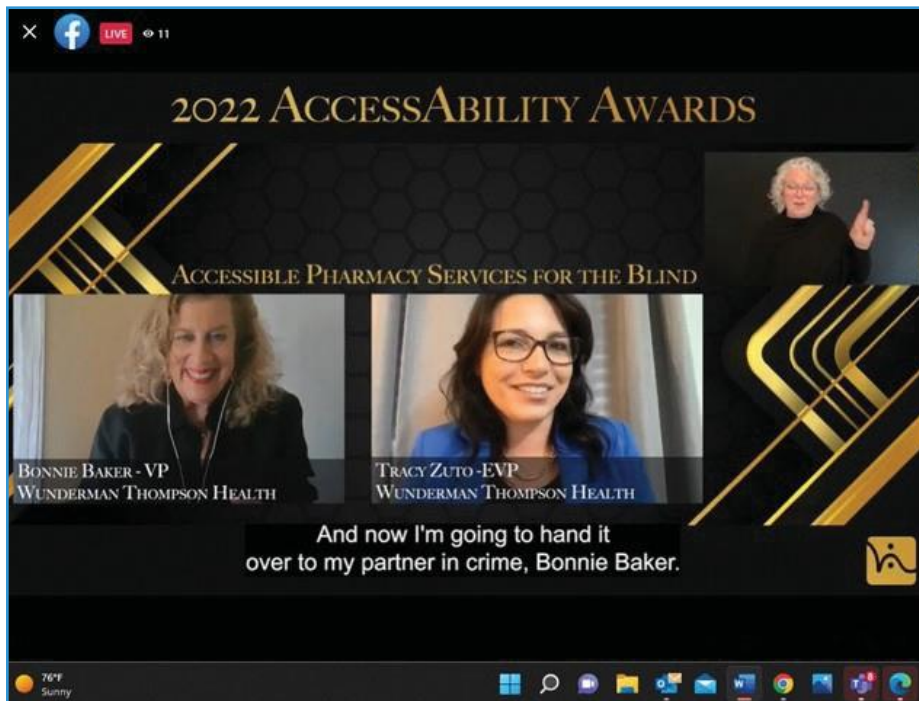 LIVE 11
2022 AccessAbility Awards
Accessible Pharmacy Services for the Blind
Bonnie Baker - VP
Wunderman Thompson Health
Tracy Zuto -EVP
Wunderman Thompson Health
And now I'm going to hand it
over to my partner in crime, Bonnie Baker.
76°F
Sunny
8